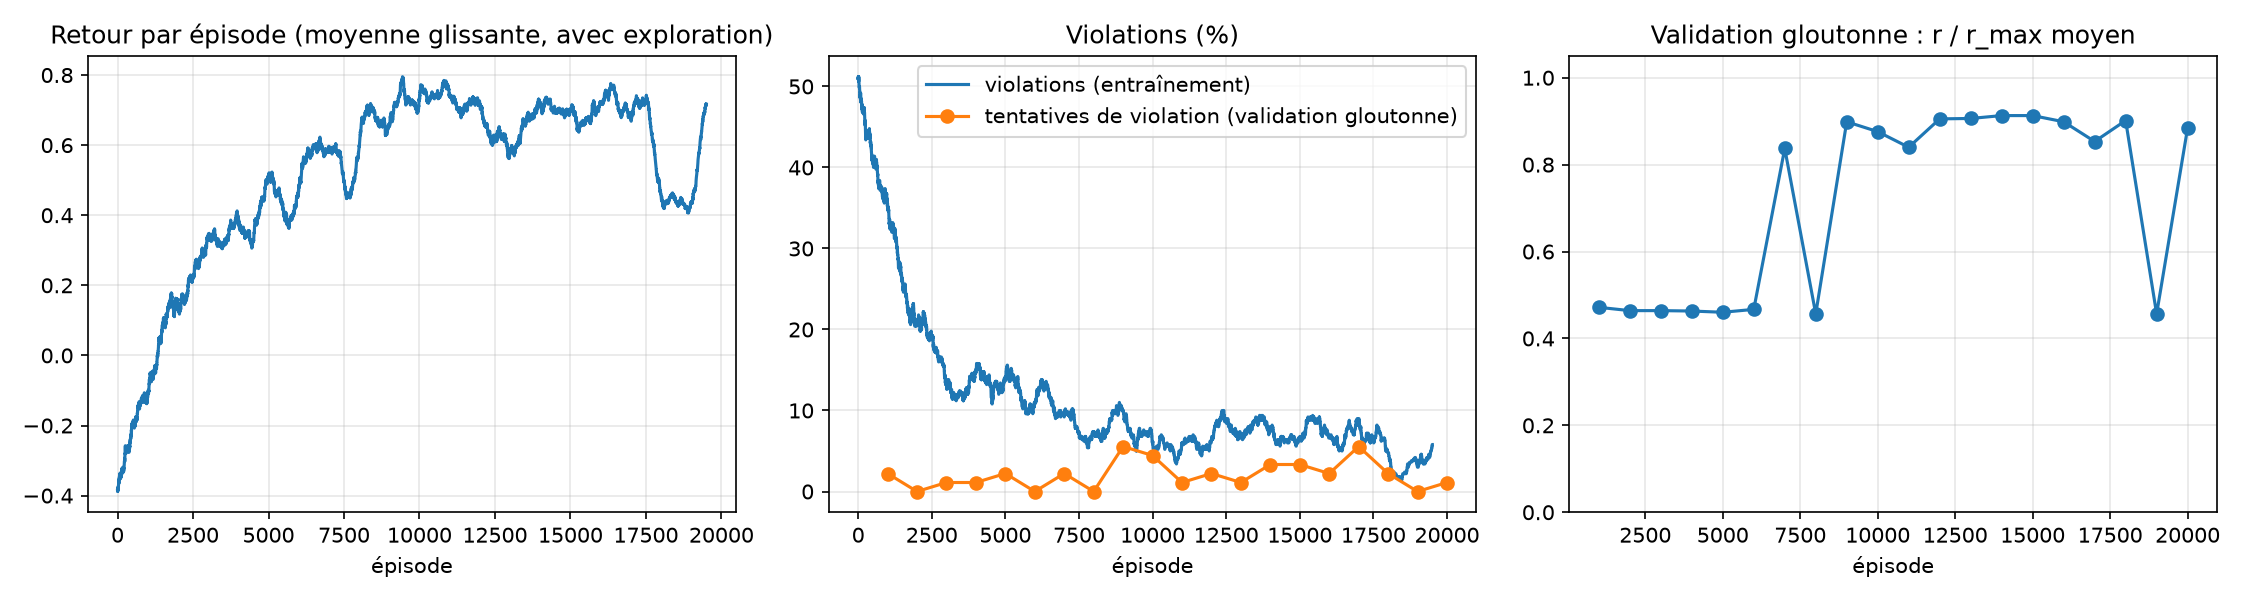 Retour par épisode (moyenne glissante, avec exploration)
0.8
0.6
0.4
0.2
0.0
−0.2
−0.4
0 2500 5000 7500 10000 12500 15000 17500 20000
épisode
Violations (%)
violations (entraînement)
tentatives de violation (validation gloutonne)
50
40
30
20
10
0
0 2500 5000 7500 10000 12500 15000 17500 20000
épisode
Validation gloutonne : r / r_max moyen
1.0
0.8
0.6
0.4
0.2
0.0
2500 5000 7500 10000 12500 15000 17500 20000
épisode